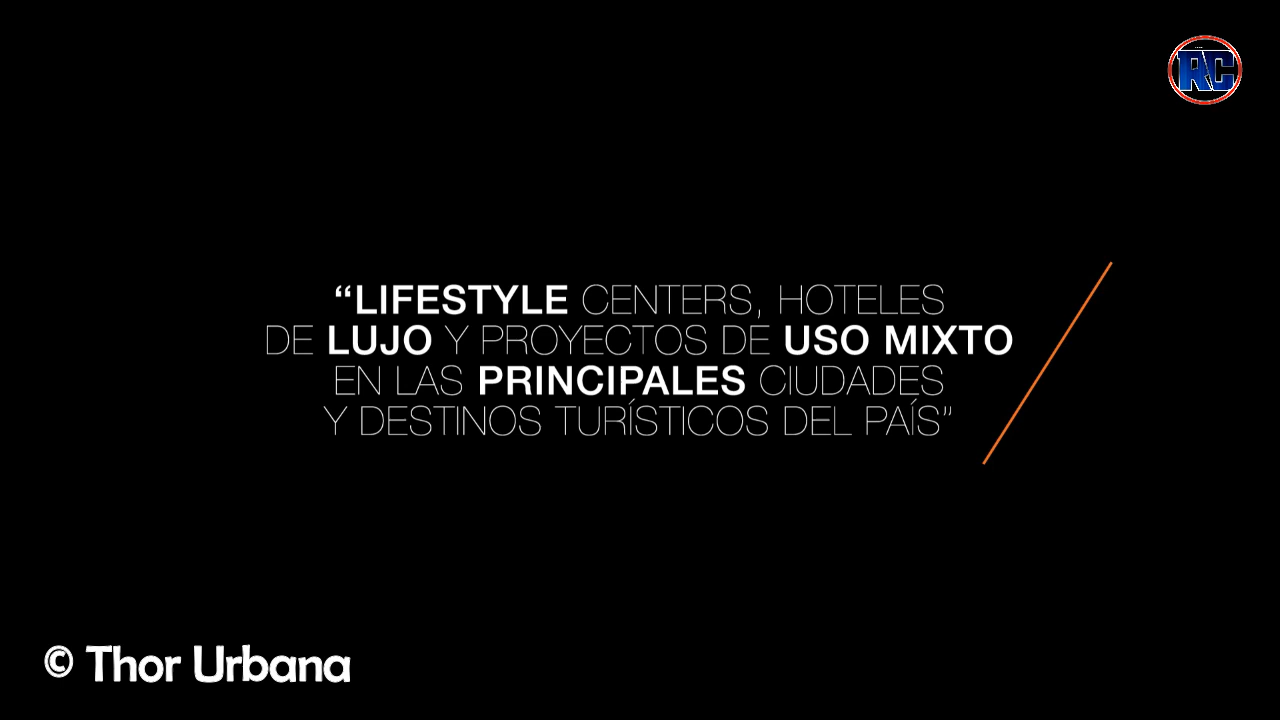 RC
“LIFESTYLE CENTERS, HOTELES
DE LUJO Y PROYECTOS DE USO MIXTO
EN LAS PRINCIPALES CIUDADES
Y DESTINOS TURÍSTICOS DEL PAÍS”
© Thor Urbana